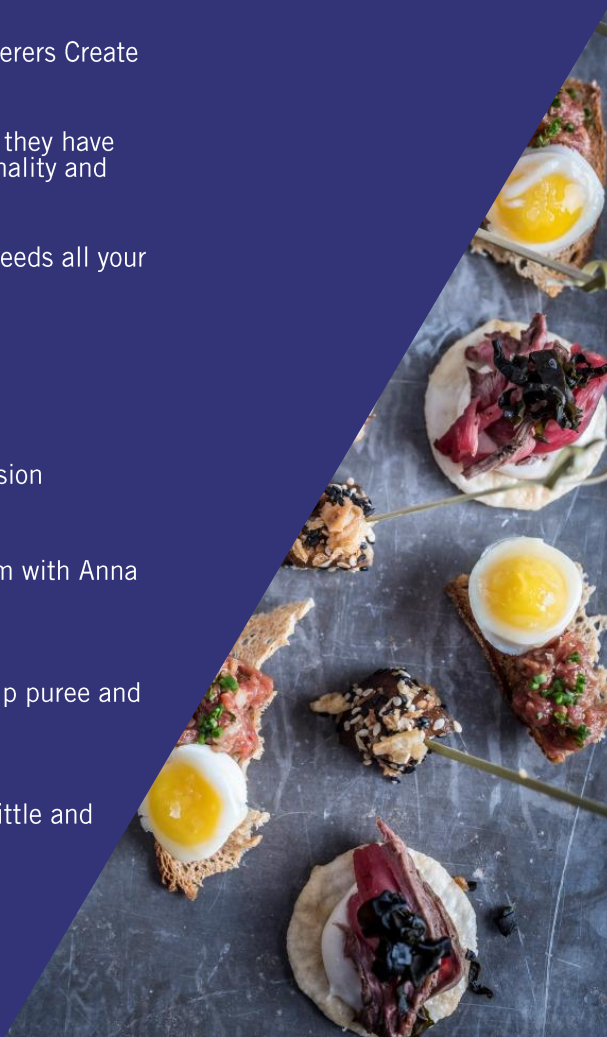 erers Create
they have
nality and
eeds all your
sion
m with Anna
p puree and
ittle and